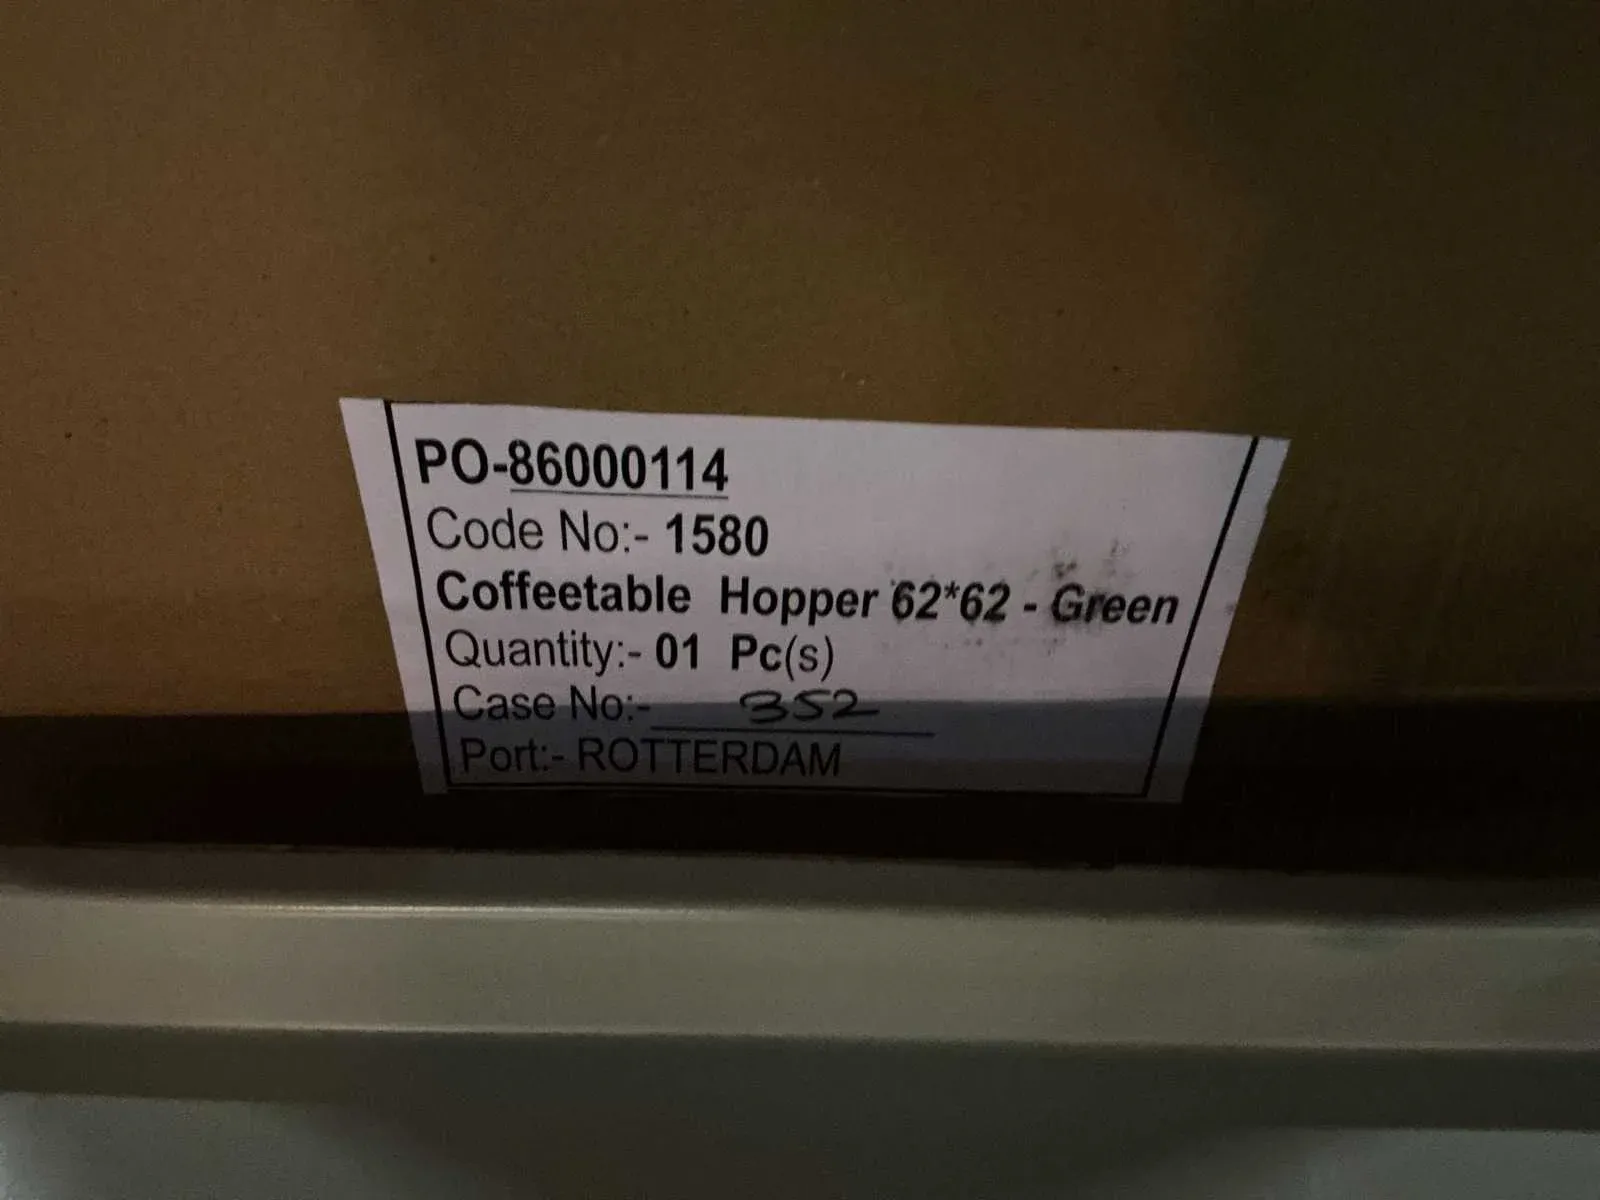 PO-86000114
Code No:- 1580
Coffeetable Hopper 62*62 - Green
Quantity:- 01 Pc(s)
Case No:- 352
Port:- ROTTERDAM